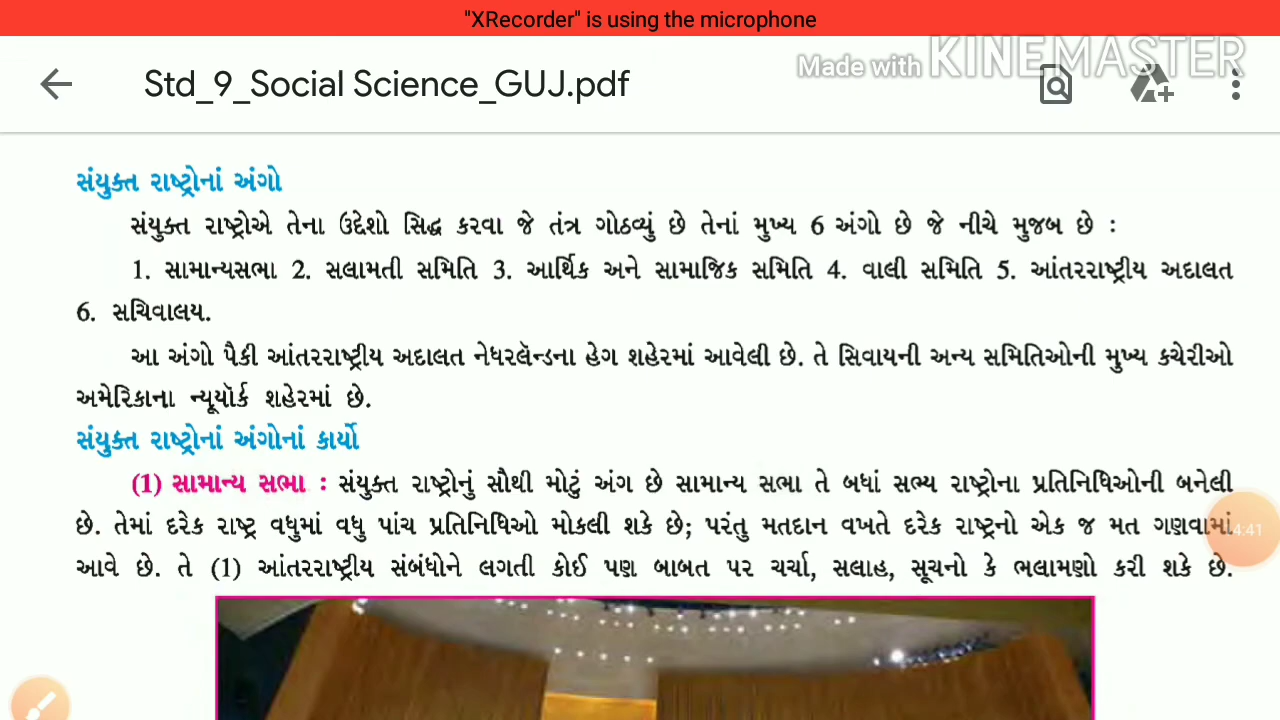 "XRecorder" is using the microphone
Made with KINEMASTER
Std_9_Social Science_GUJ.pdf
સંયુક્ત રાષ્ટ્રોનાં અંગો
સંયુક્ત રાષ્ટ્રોએ તેના ઉદ્દેશો સિદ્ધ કરવા જે તંત્ર ગોઠવ્યું છે તેનાં મુખ્ય 6 અંગો છે જે નીચે મુજબ છે :
1. સામાન્યસભા 2. સલામતી સમિતિ 3. આર્થિક અને સામાજિક સમિતિ 4. વાલી સમિતિ 5. આંતરરાષ્ટ્રીય અદાલત
6. સચિવાલય.
આ અંગો પૈકી આંતરરાષ્ટ્રીય અદાલત નેધરલૅન્ડના હેગ શહેરમાં આવેલી છે. તે સિવાયની અન્ય સમિતિઓની મુખ્ય કચેરીઓ
અમેરિકાના ન્યૂયૉર્ક શહેરમાં છે.
સંયુક્ત રાષ્ટ્રોનાં અંગોનાં કાર્યો
(1) સામાન્ય સભા : સંયુક્ત રાષ્ટ્રોનું સૌથી મોટું અંગ છે સામાન્ય સભા તે બધાં સભ્ય રાષ્ટ્રોના પ્રતિનિધિઓની બનેલી
છે. તેમાં દરેક રાષ્ટ્ર વધુમાં વધુ પાંચ પ્રતિનિધિઓ મોકલી શકે છે; પરંતુ મતદાન વખતે દરેક રાષ્ટ્રનો એક જ મત ગણવામાં
4:41
આવે છે. તે (1) આંતરરાષ્ટ્રીય સંબંધોને લગતી કોઈ પણ બાબત પર ચર્ચા, સલાહ, સૂચનો કે ભલામણો કરી શકે છે.